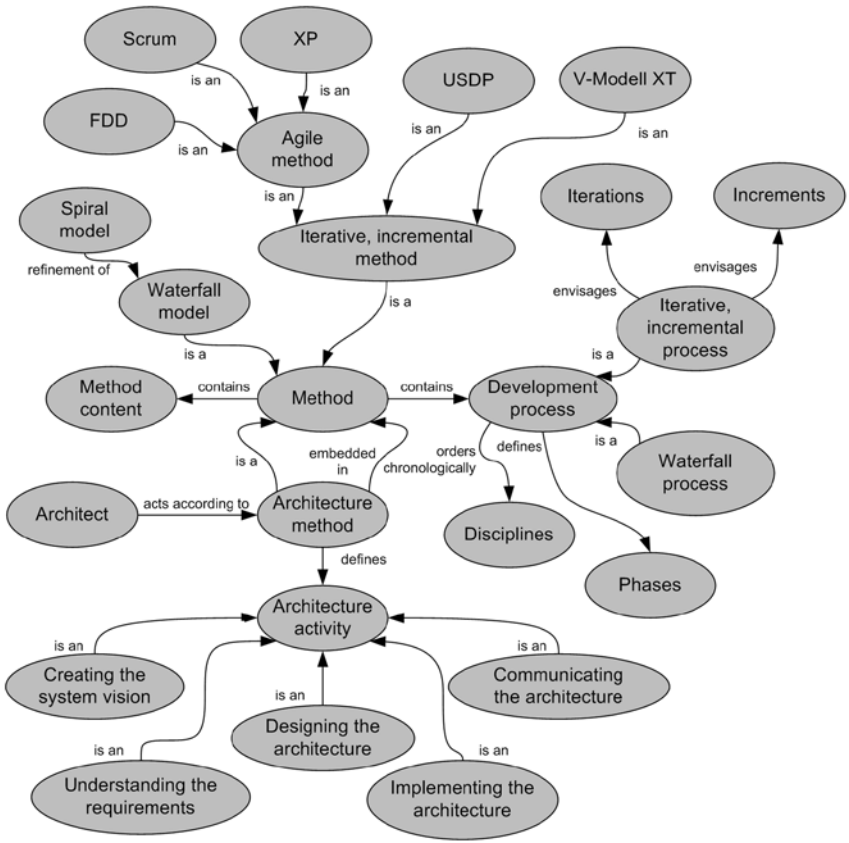 Scrum
XP
USDP
V-Modell XT
is an
is an
FDD
is an
Agile
method
is an
is an
is an
Iterations
Increments
Spiral
model
Iterative, incremental
method
refinement of
envisages
envisages
Waterfall
model
is a
Iterative,
incremental
process
is a
is a
Method
content
contains
Method
contains
Development
process
is a
embedded
in
orders
chronologically
defines
is a
Waterfall
process
Architect
acts according to
Architecture
method
Disciplines
defines
Phases
Architecture
activity
is an
is an
Creating the
system vision
is an
Communicating
the architecture
Designing the
architecture
is an
is an
Understanding the
requirements
Implementing the
architecture